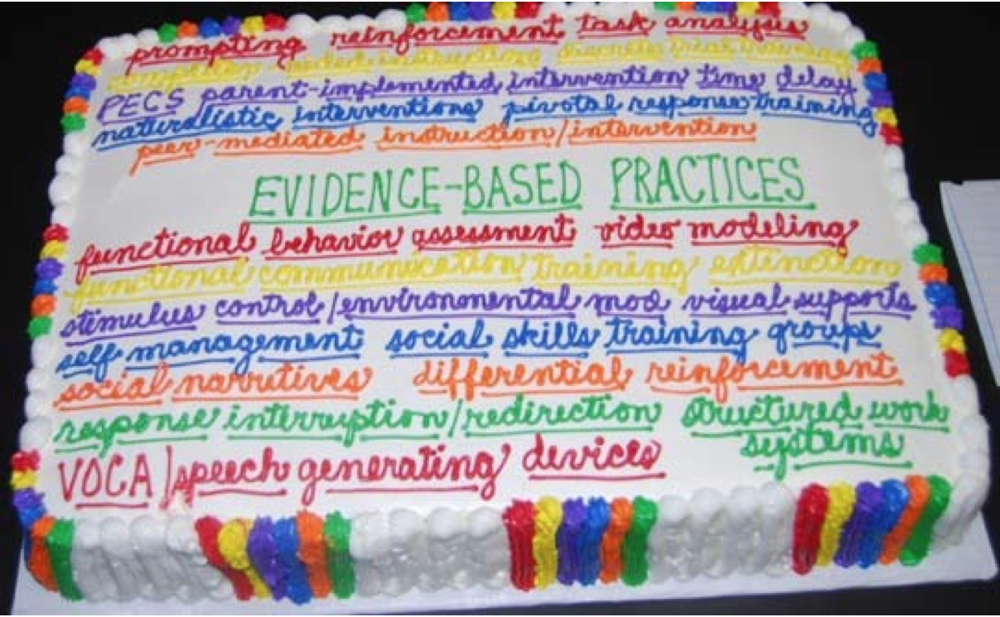 prompting reinforcement task analysis
computer aided instruction discrete trial training
PECS parent-implemented intervention time delay
naturalistic interventions pivotal response training
peer-mediated instruction/intervention
EVIDENCE-BASED PRACTICES
functional behavior assessment video modeling
functional communication training extinction
stimulus control/environmental mod visual supports
self management social skills training groups
social narratives differential reinforcement
response interruption/redirection structured work
systems
VOCA/speech generating devices